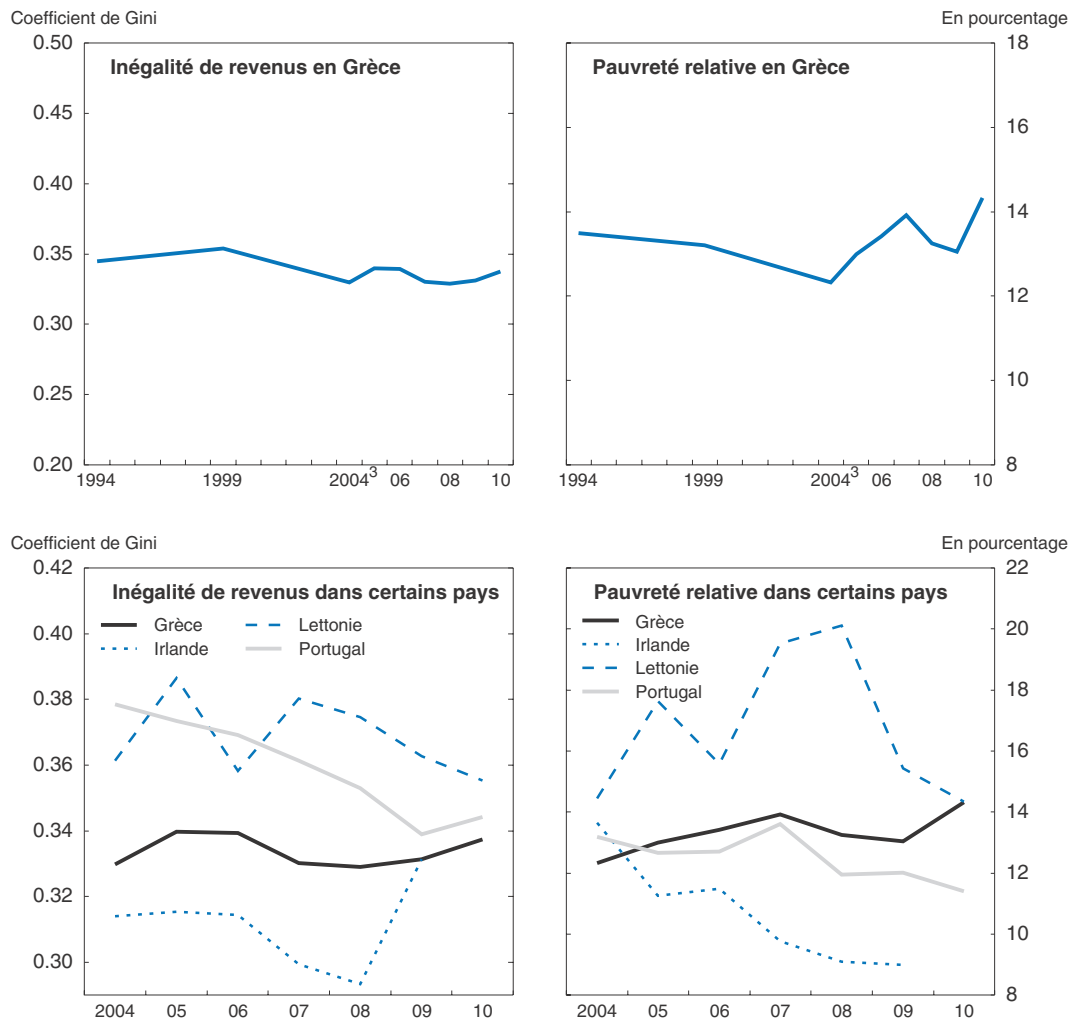 Coefficient de Gini
En pourcentage
Inégalité de revenus en Grèce
0.50
0.45
0.40
0.35
0.30
0.25
0.20
1994 1999 2004³ 06 08 10
Pauvreté relative en Grèce
18
16
14
12
10
8
1994 1999 2004³ 06 08 10
Coefficient de Gini
En pourcentage
Inégalité de revenus dans certains pays
Grèce
Lettonie
Irlande
Portugal
0.42
0.40
0.38
0.36
0.34
0.32
0.30
2004 05 06 07 08 09 10
Pauvreté relative dans certains pays
Grèce
Irlande
Lettonie
Portugal
22
20
18
16
14
12
10
8
2004 05 06 07 08 09 10